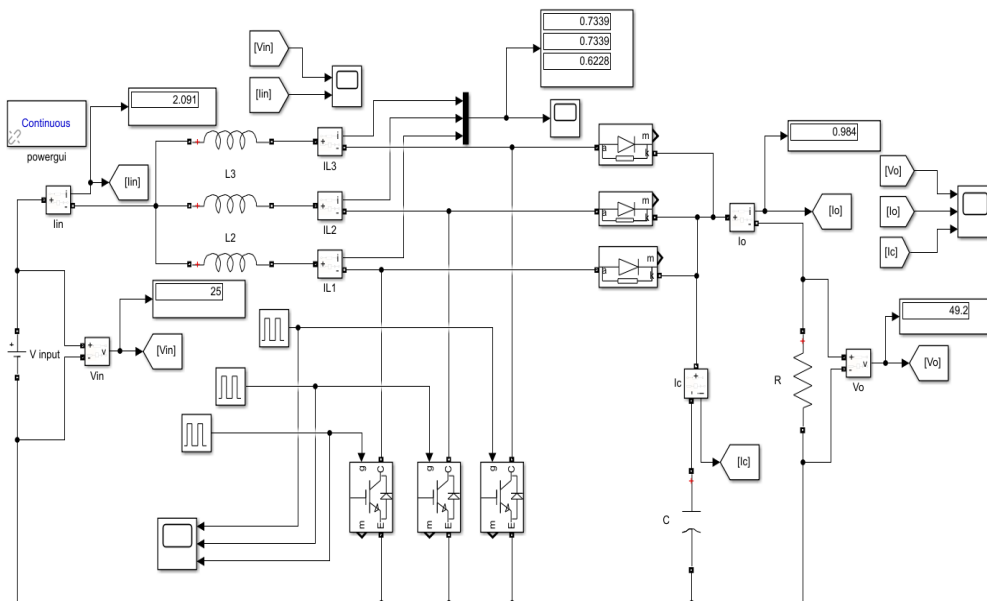 0.7339
0.7339
0.6228
[Vin]
[Iin]
2.091
Continuous
powergui
[Iin]
i
+
-
Iin
L3
i
+
-
IL3
L2
i
+
-
IL2
i
+
-
IL1
m
a
k
m
a
k
m
a
k
0.984
i
+
-
Io
[Io]
[Vo]
[Io]
[Ic]
25
+
V input
+
-
v
Vin
[Vin]
49.2
+
-
v
Vo
[Vo]
R
+
i
Ic
[Ic]
C
g
C
m
E
g
C
m
E
g
C
m
E